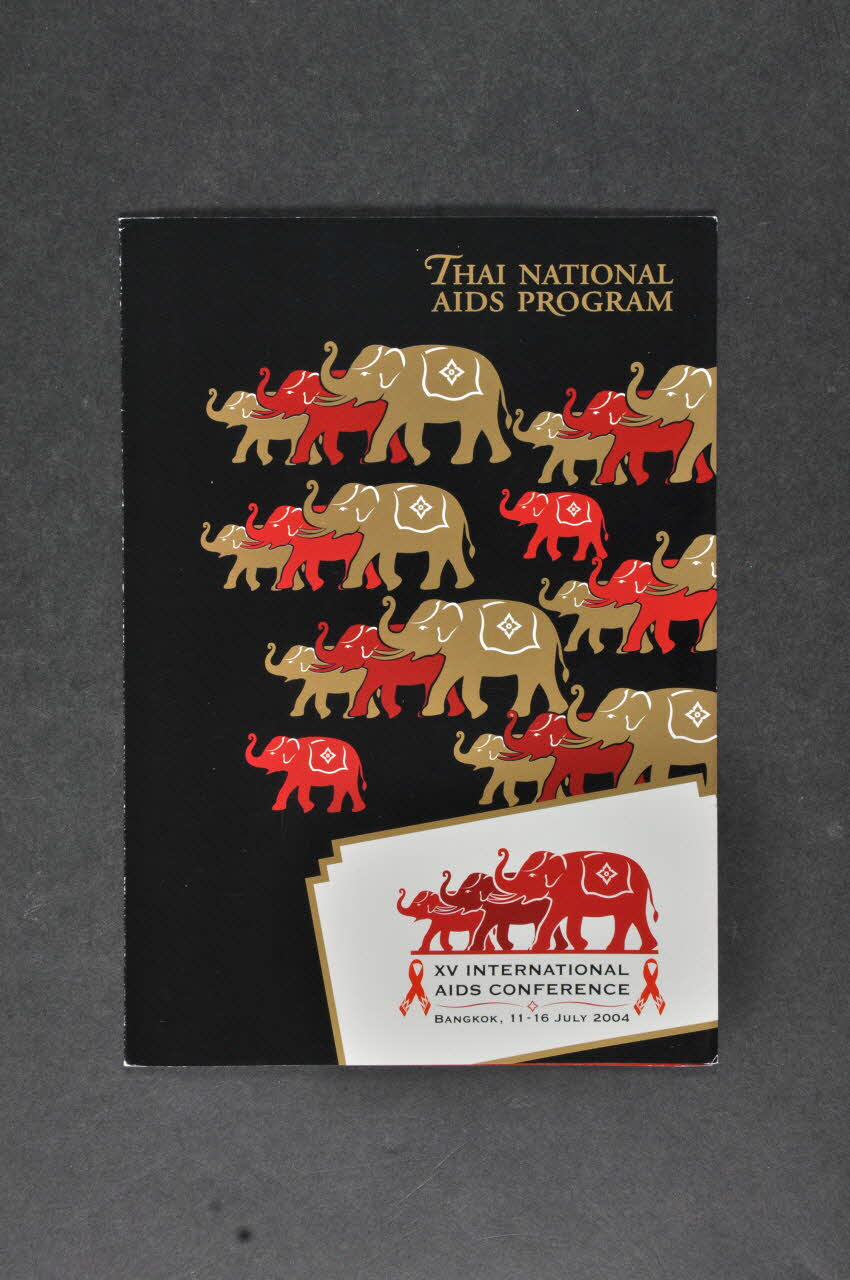 THAI NATIONAL
AIDS PROGRAM
XV INTERNATIONAL
AIDS CONFERENCE
BANGKOK, 11-16 JULY 2004